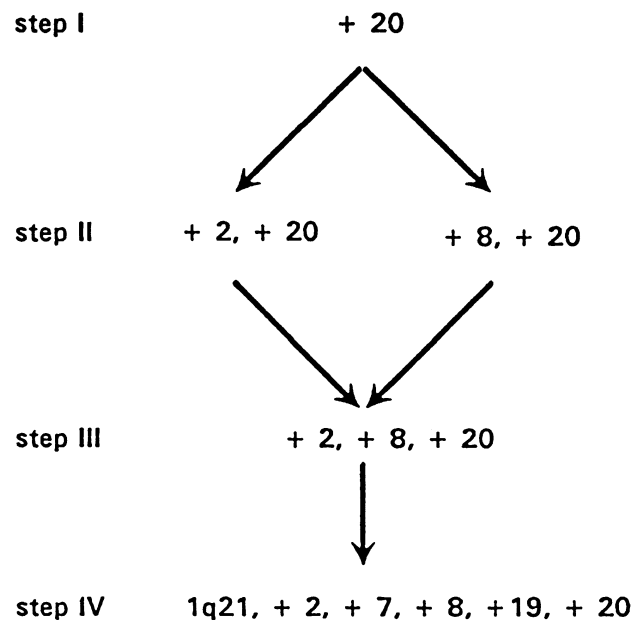 step I + 20
step II + 2, + 20 + 8, + 20
step III + 2, + 8, + 20
step IV 1q21, + 2, + 7, + 8, +19, + 20